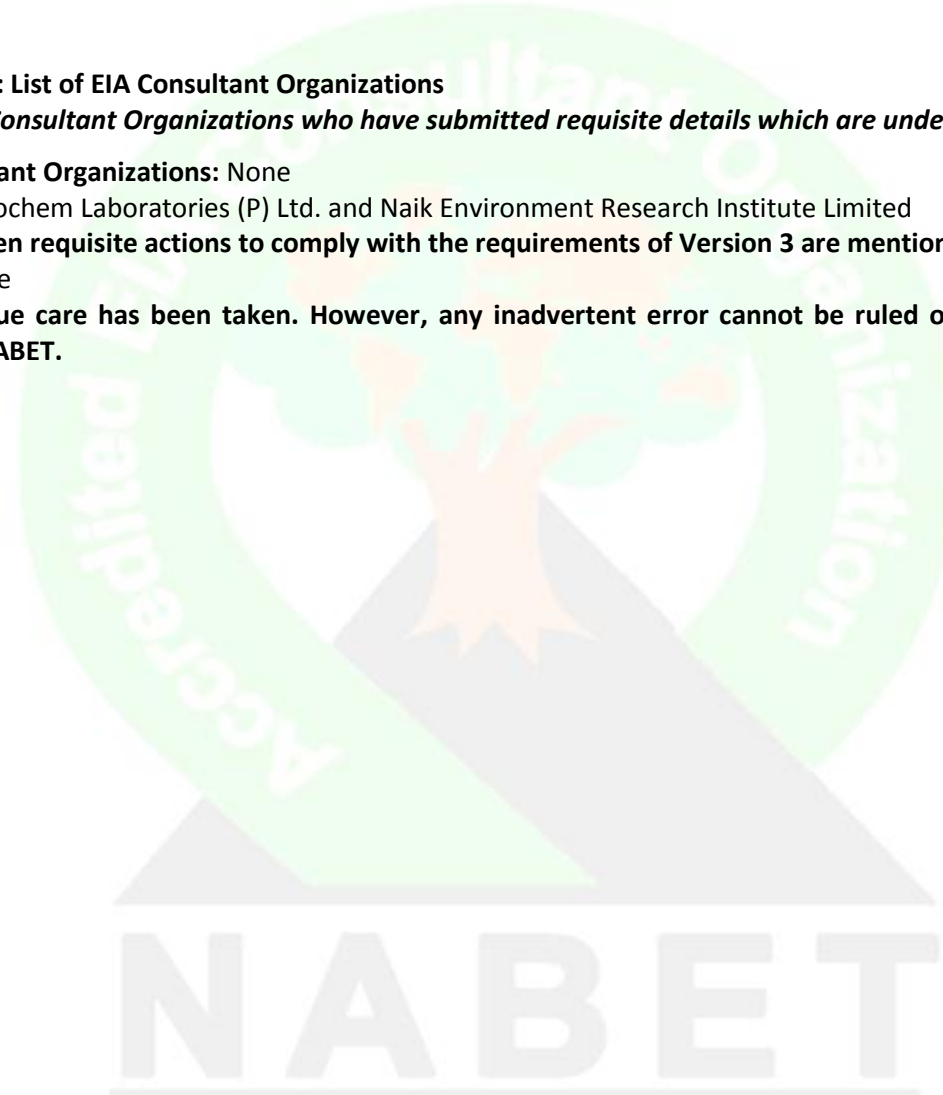 : List of EIA Consultant Organizations
Consultant Organizations who have submitted requisite details which are unde
ant Organizations: None
ochem Laboratories (P) Ltd. and Naik Environment Research Institute Limited
en requisite actions to comply with the requirements of Version 3 are mention
e
ue care has been taken. However, any inadvertent error cannot be ruled o
ABET.
Accredited EIA Consultant Organization
NABET